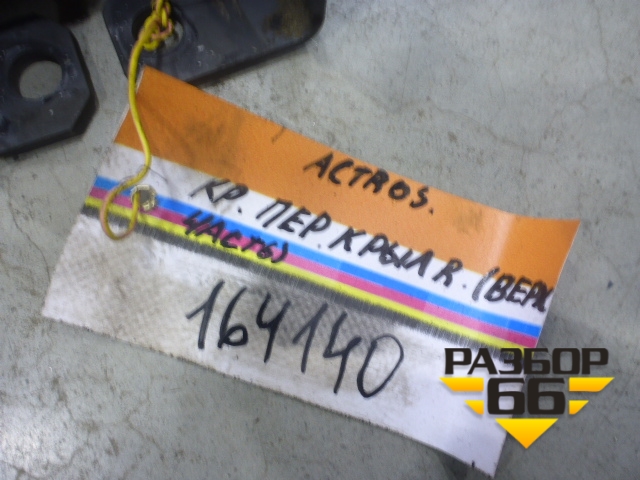 ACTROS.
КР. ПЕР. КРЫЛ R. (ВЕРХ
ЧАСТЬ)
164140
РАЗБОР
66